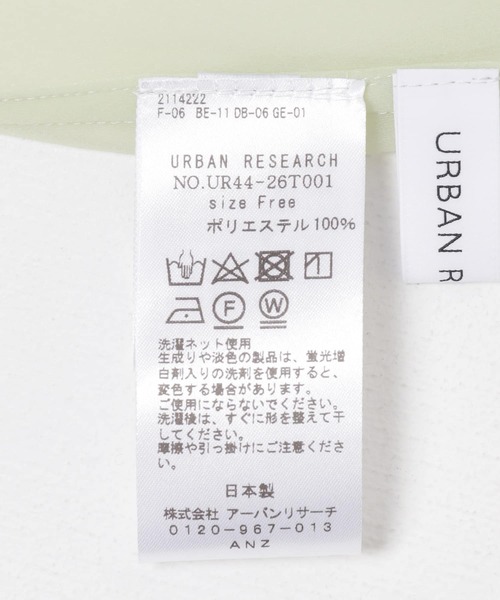 2114222
F-06 BE-11 DB-06 GE-01
URBAN RESEARCH
NO.UR44-26T001
size Free
ポリエステル100%
F
W
洗濯ネット使用
生成りや淡色の製品は、蛍光増
白剤入りの洗剤を使用すると、
変色する場合があります。
ご使用にならないでください。
洗濯後は、すぐに形を整えて干
してください。
摩擦や引っ掛けにご注意くださ
い。
日本製
株式会社 アーバンリサーチ
0120-967-013
ANZ
URBAN R